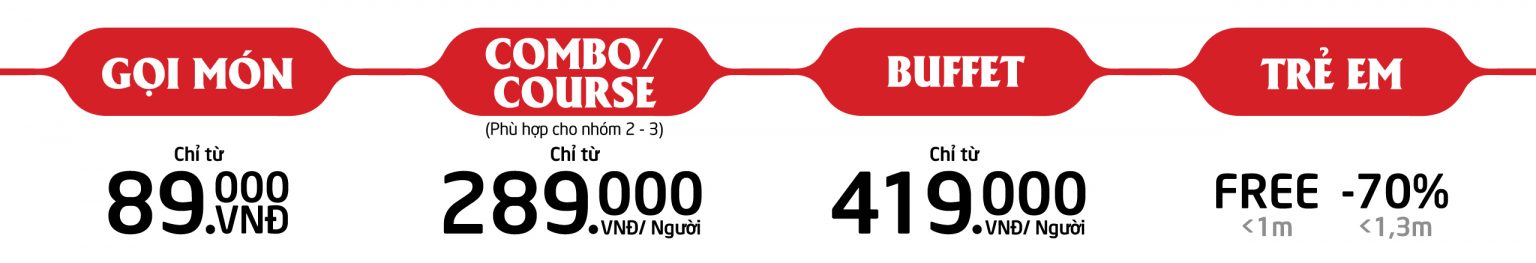 GỌI MÓN
Chỉ từ
89.000
.VNĐ
COMBO/
COURSE
(Phù hợp cho nhóm 2 - 3)
Chỉ từ
289.000
.VNĐ/ Người
BUFFET
Chỉ từ
419.000
.VNĐ/ Người
TRẺ EM
FREE -70%
<1m <1,3m